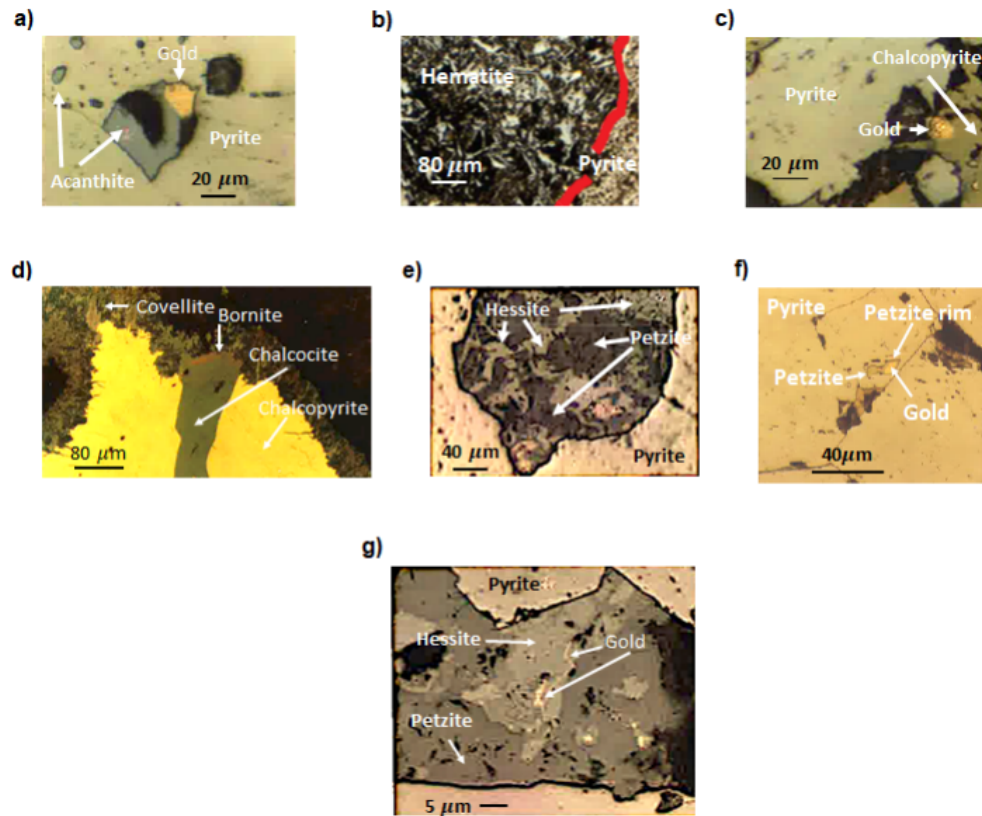 a)
Gold
Pyrite
Acanthite
20 μm
b)
Hematite
80 μm
Pyrite
c)
Chalcopyrite
Pyrite
Gold
20 μm
d)
Covellite
Bornite
Chalcocite
Chalcopyrite
80 μm
e)
Hessite
Petzite
40 μm
Pyrite
f)
Pyrite
Petzite rim
Petzite
Gold
40μm
g)
Pyrite
Hessite
Gold
Petzite
5 μm